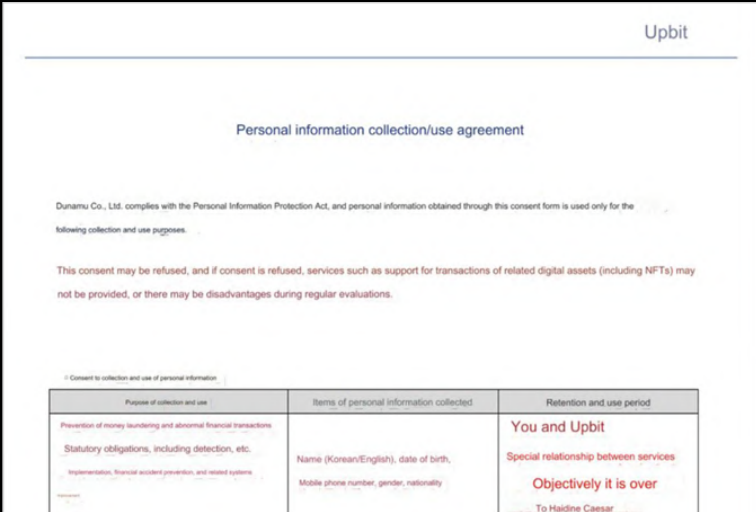 Upbit
Personal information collection/use agreement
Dunamu Co., Ltd. complies with the Personal Information Protection Act, and personal information obtained through this consent form is used only for the
following collection and use purposes.
This consent may be refused, and if consent is refused, services such as support for transactions of related digital assets (including NFTs) may
not be provided, or there may be disadvantages during regular evaluations.
Consent to collection and use of personal information
Purpose of collection and use
Items of personal information collected
Retention and use period
Prevention of money laundering and abnormal financial transactions
Statutory obligations, including detection, etc.
Implementation, financial accident prevention, and related systems
Name (Korean/English), date of birth,
Mobile phone number, gender, nationality
You and Upbit
Special relationship between services
Objectively it is over
To Haidine Caesar